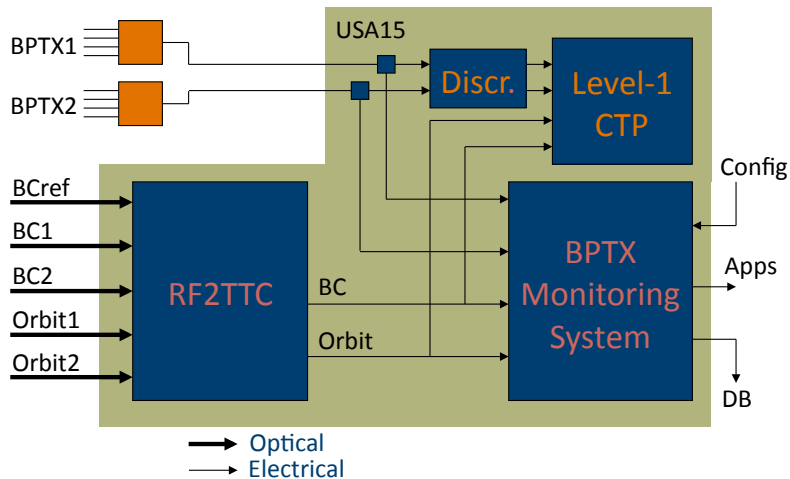 USA15
BPTX1
BPTX2
Discr.
Level-1
CTP
BCref
BC1
BC2
Orbit1
Orbit2
RF2TTC
BC
Orbit
BPTX
Monitoring
System
Config
Apps
DB
Optical
Electrical